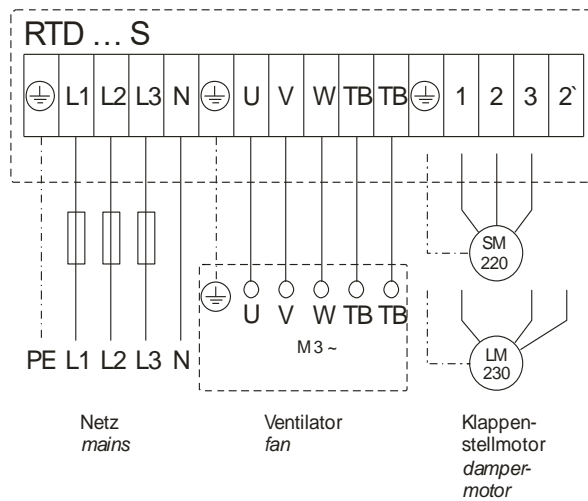 RTD ... S
L1 L2 L3 N U V W TB TB 1 2 3 2`
SM
220
U V W TB TB
M 3 ~
LM
230
PE L1 L2 L3 N
Netz
mains
Ventilator
fan
Klappen-
stellmotor
damper-
motor